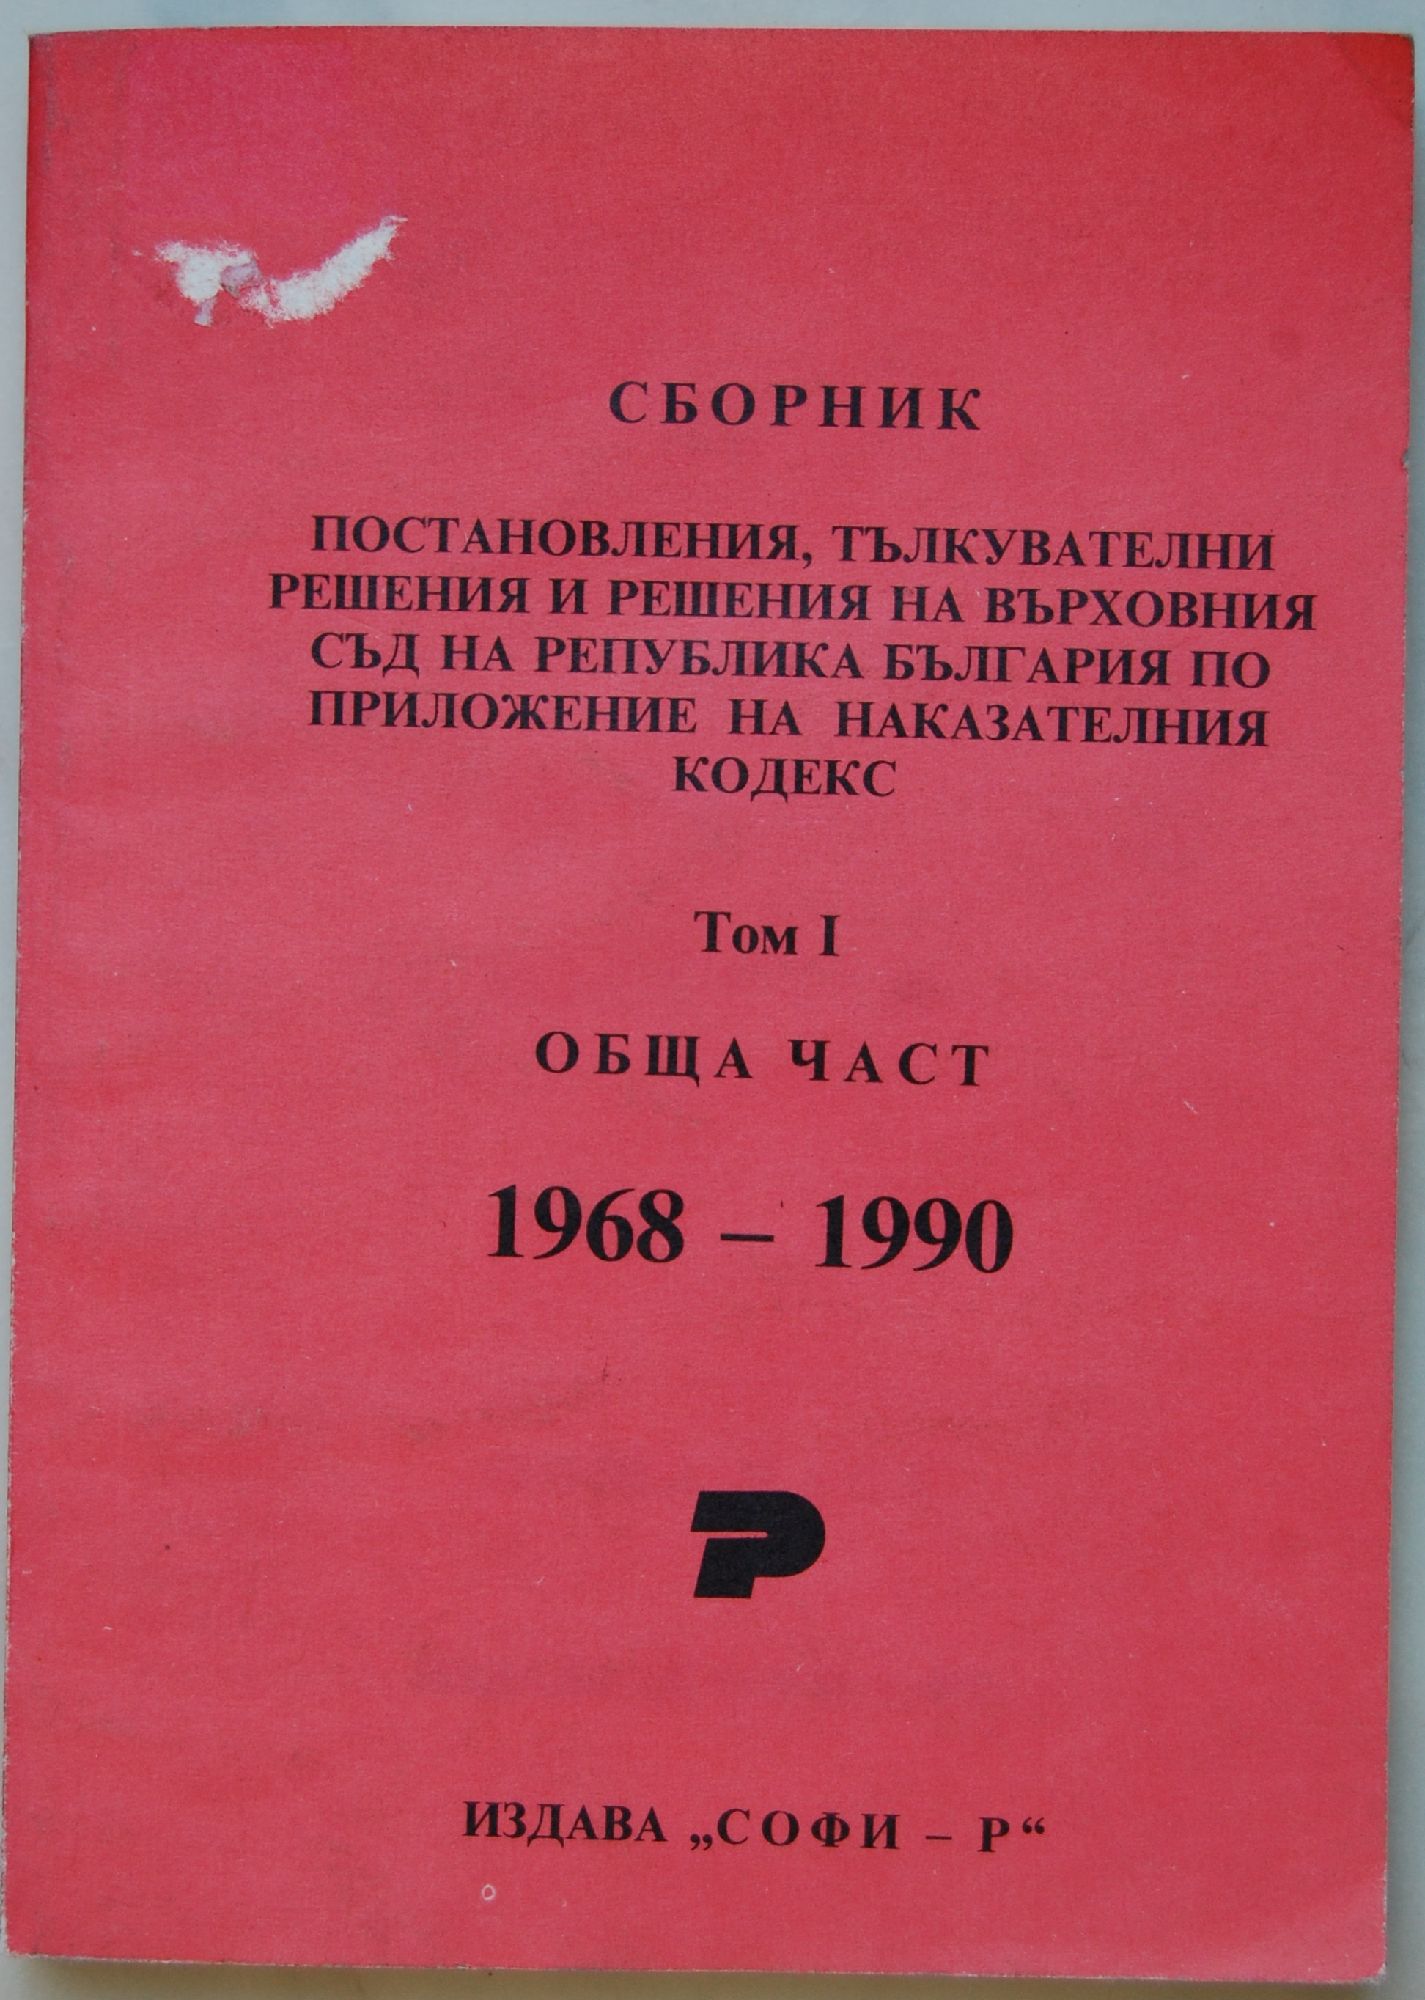 СБОРНИК
ПОСТАНОВЛЕНИЯ, ТЪЛКУВАТЕЛНИ
РЕШЕНИЯ И РЕШЕНИЯ НА ВЪРХОВНИЯ
СЪД НА РЕПУБЛИКА БЪЛГАРИЯ ПО
ПРИЛОЖЕНИЕ НА НАКАЗАТЕЛНИЯ
КОДЕКС
Том I
ОБЩА ЧАСТ
1968 – 1990
Р
ИЗДАВА „СОФИ – Р“